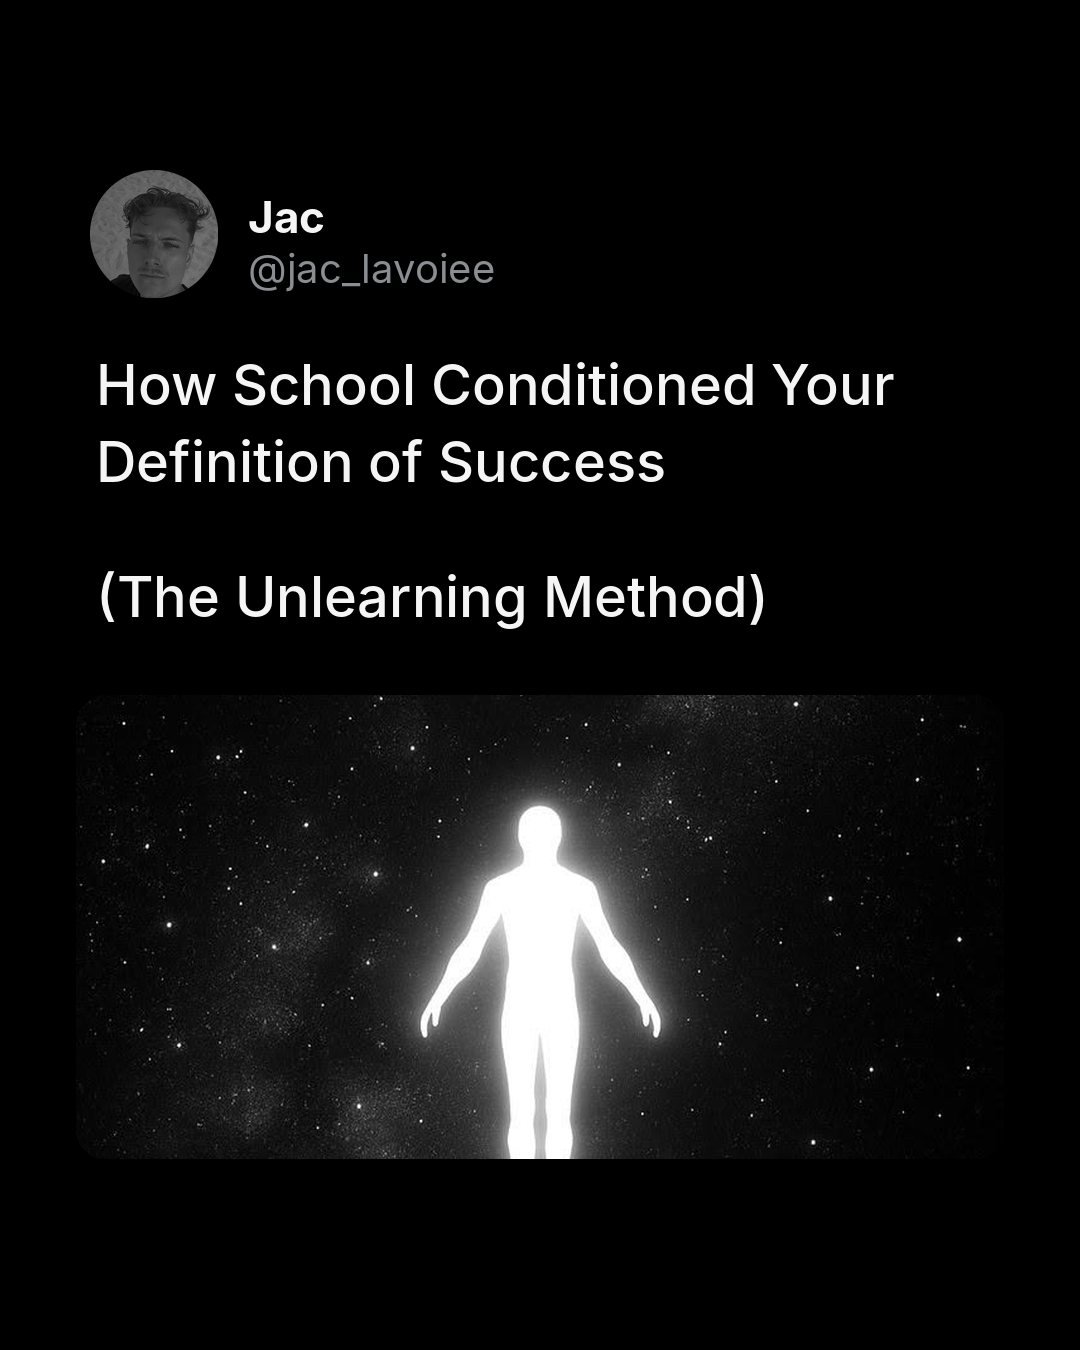 Jac
@jac_lavoiee
How School Conditioned Your
Definition of Success
(The Unlearning Method)